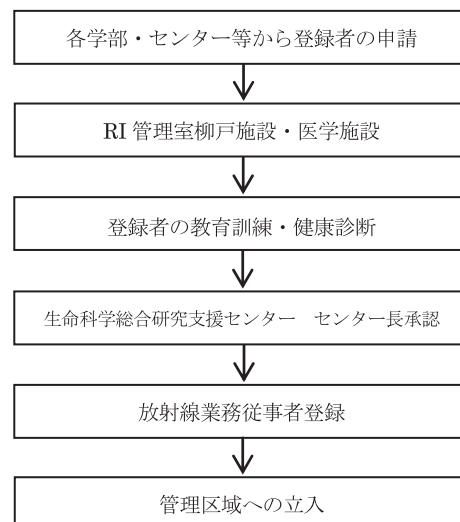 各学部・センター等から登録者の申請
RI 管理室柳戸施設・医学施設
登録者の教育訓練・健康診断
生命科学総合研究支援センター　センター長承認
放射線業務従事者登録
管理区域への立入